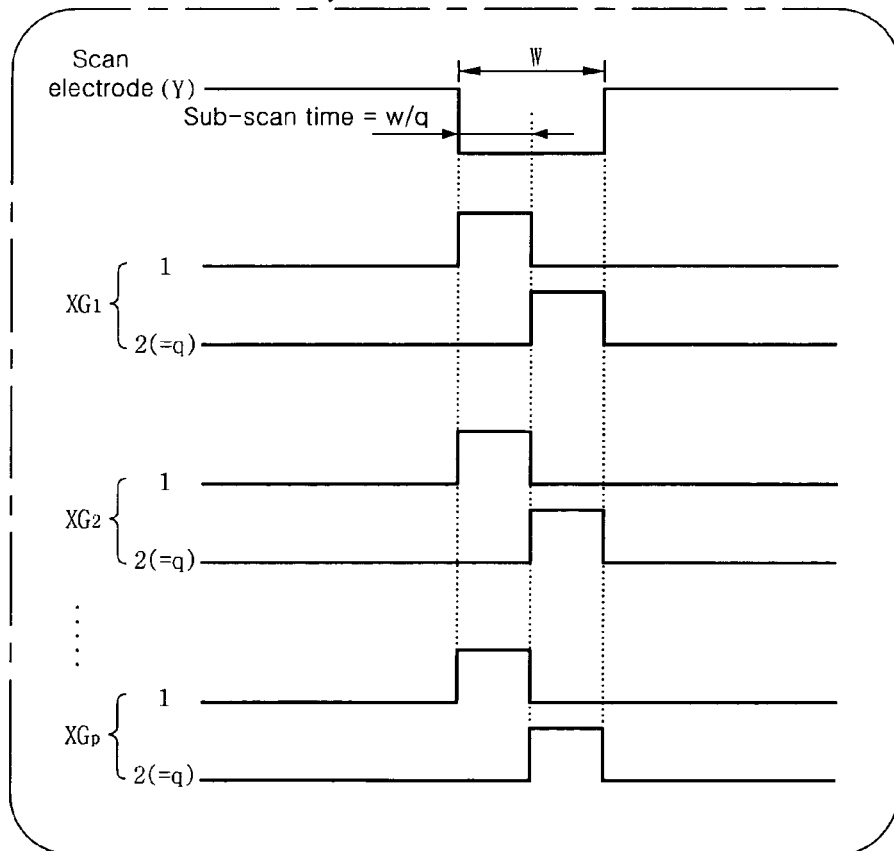 Scan
electrode (Y)
W
Sub-scan time = w/q
XG1
1
2(=q)
XG2
1
2(=q)
XGp
1
2(=q)